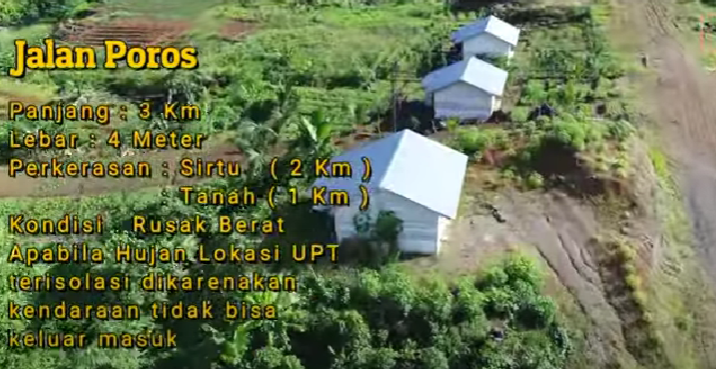 Jalan Poros
Panjang : 3 Km
Lebar : 4 Meter
Perkerasan : Sirtu ( 2 Km )
: Tanah ( 1 Km )
Kondisi : Rusak Berat
Apabila Hujan Lokasi UPT
terisolasi dikarenakan
kendaraan tidak bisa
keluar masuk